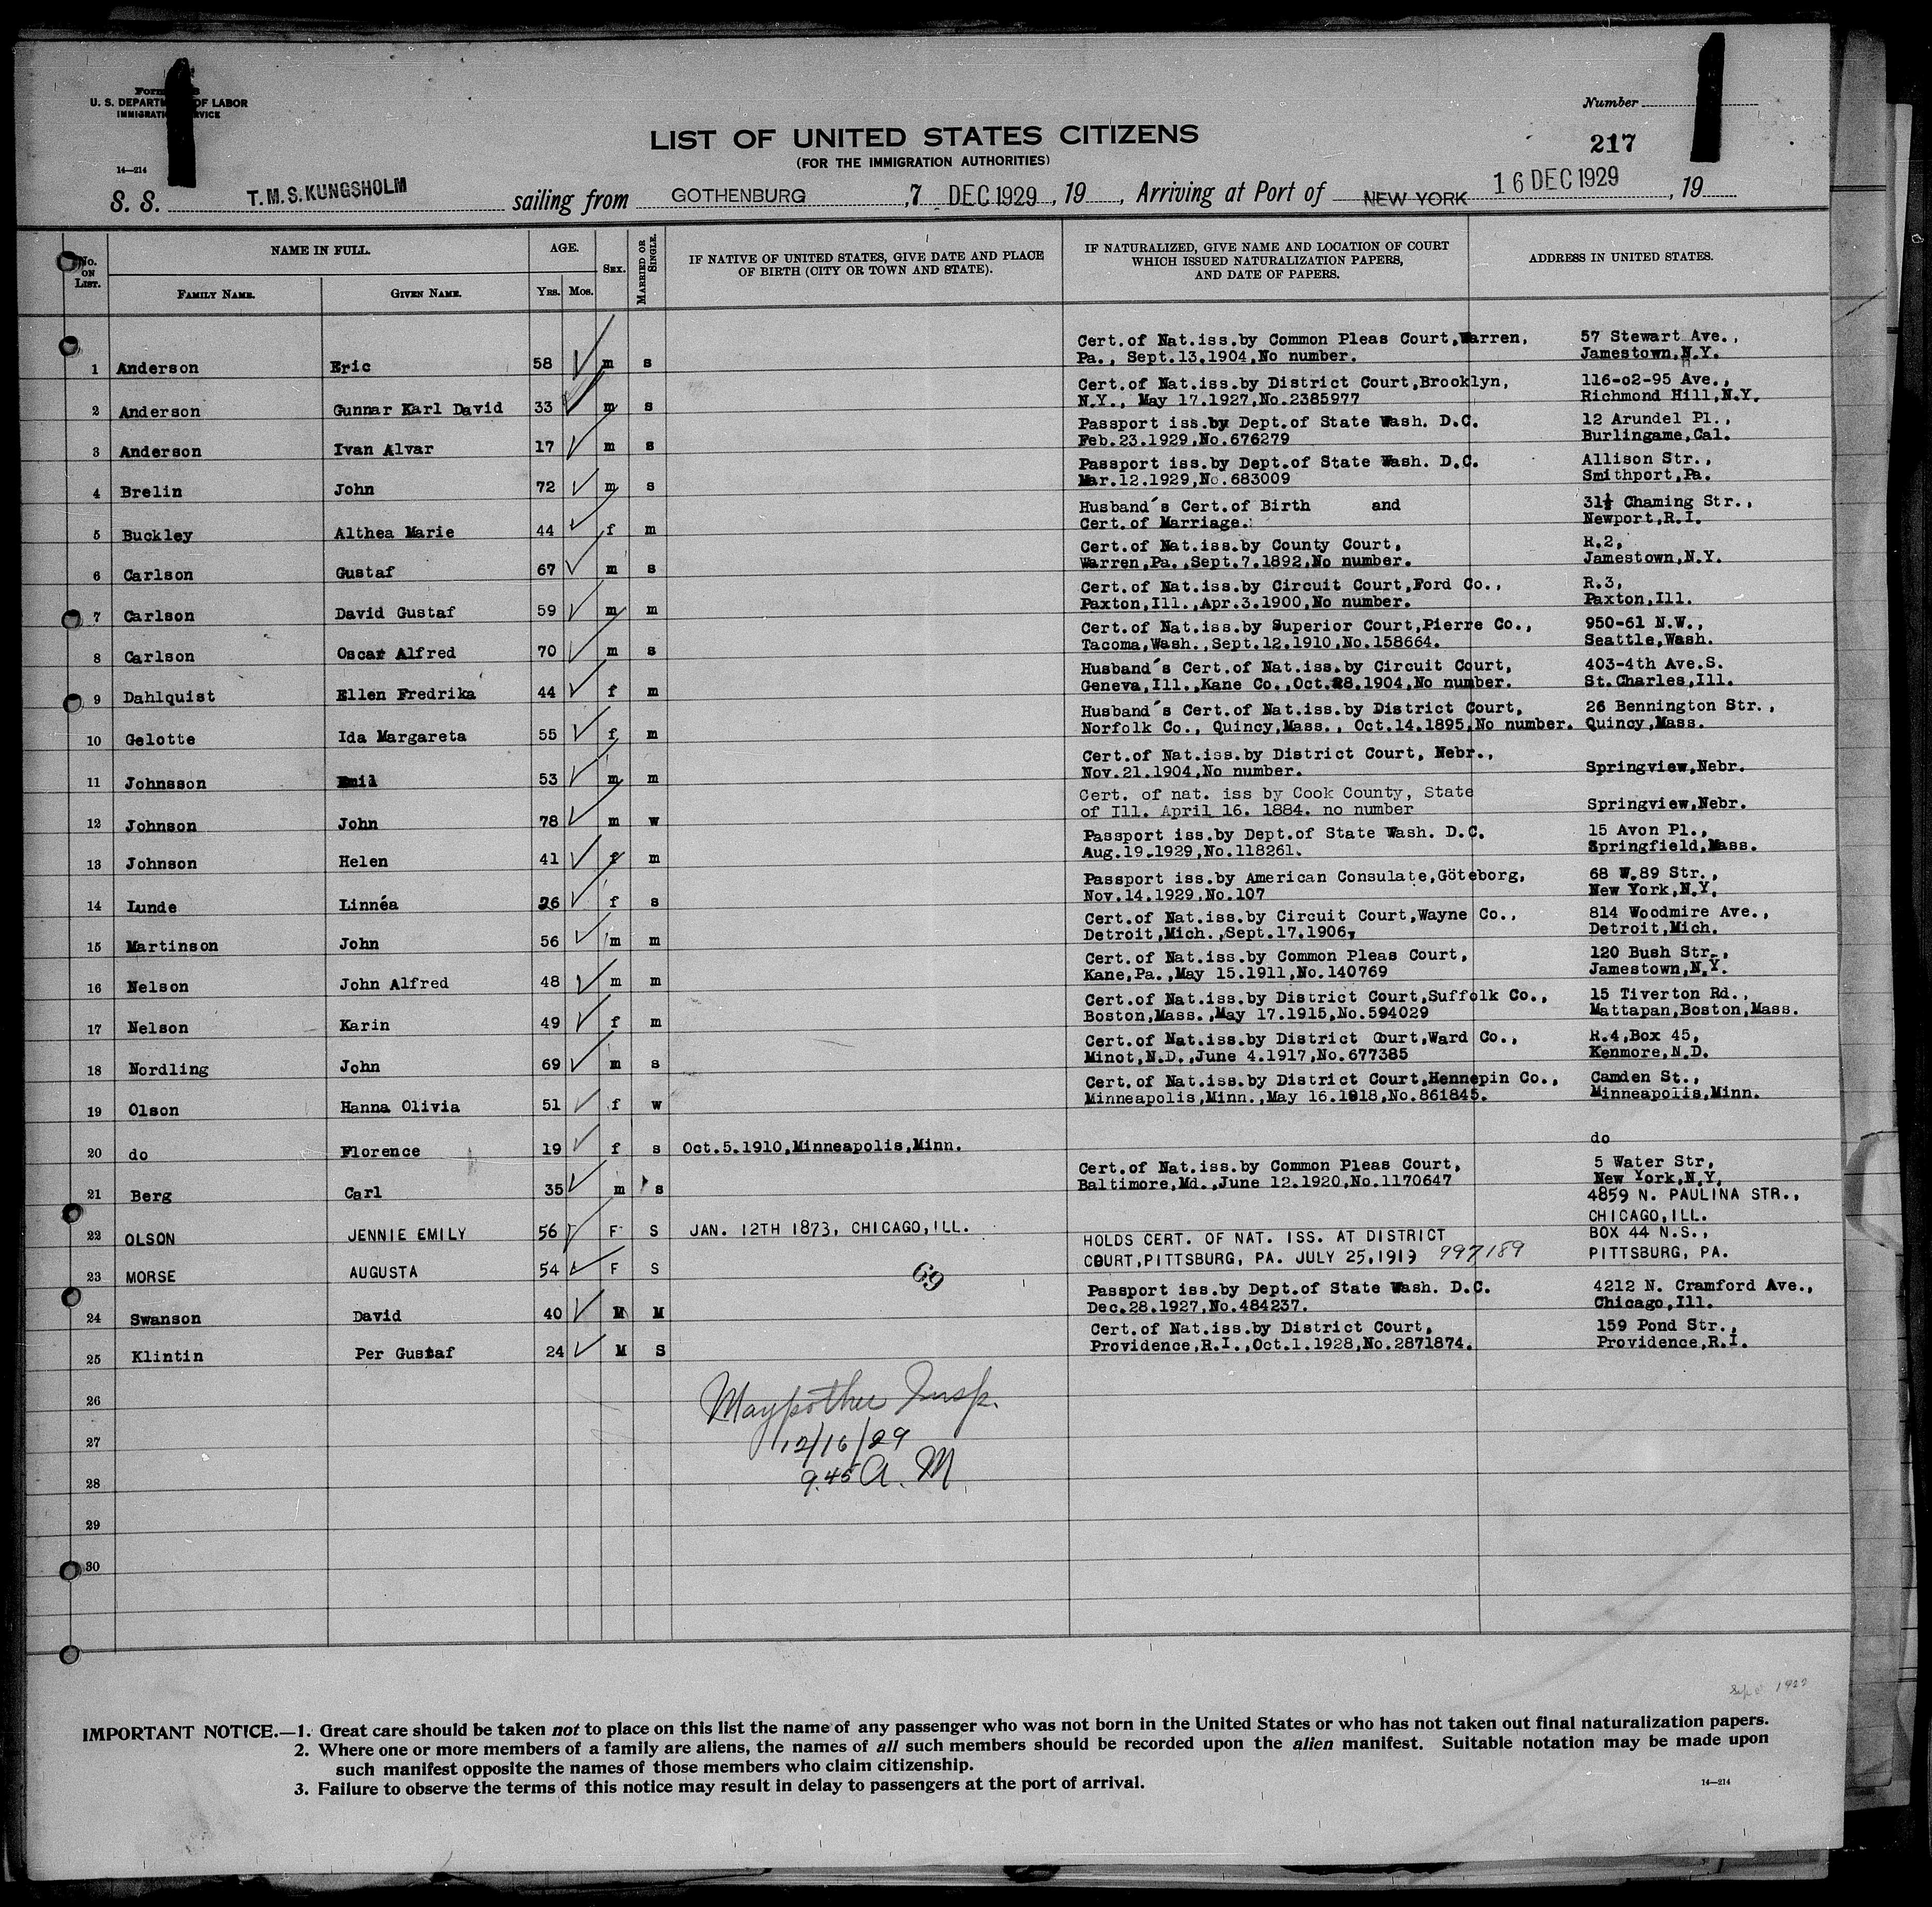 U. S. DEPARTM OF LABOR
IMMIGRATI RVICE
14—214
Number
217
LIST OF UNITED STATES CITIZENS
(FOR THE IMMIGRATION AUTHORITIES)
S. S. T.M.S. KUNGSHOLM sailing from GOTHENBURG, 7 DEC 1929, 19, Arriving at Port of NEW YORK 16 DEC 1929, 19
No. ON LIST.
NAME IN FULL.
FAMILY NAME.
GIVEN NAME.
AGE.
YRS. MOS.
SEX.
MARRIED OR SINGLE.
IF NATIVE OF UNITED STATES, GIVE DATE AND PLACE
OF BIRTH (CITY OR TOWN AND STATE).
IF NATURALIZED, GIVE NAME AND LOCATION OF COURT
WHICH ISSUED NATURALIZATION PAPERS,
AND DATE OF PAPERS.
ADDRESS IN UNITED STATES.
Cert.of Nat.iss.by Common Pleas Court,Warren, 57 Stewart Ave.,
1 Anderson Eric 58 m s Pa., Sept.13.1904,No number. Jamestown,N.Y.
Cert.of Nat.iss.by District Court,Brooklyn, 116-02-95 Ave.,
2 Anderson Gunnar Karl David 33 m s N.Y., May 17.1927,No.2385977 Richmond Hill,N.Y.
Passport iss.by Dept.of State Wash. D.C. 12 Arundel Pl.,
3 Anderson Ivan Alvar 17 m s Feb.23.1929,No.676279 Burlingame,Cal.
Passport iss.by Dept.of State Wash. D.C. Allison Str.,
4 Brelin John 72 m s Mar.12.1929,No.683009 Smithport,Pa.
Husband´s Cert.of Birth and 31½ Chaming Str.,
5 Buckley Althea Marie 44 f m Cert.of Marriage. Newport,R.I.
Cert.of Nat.iss.by County Court, R.2,
6 Carlson Gustaf 67 m s Warren,Pa.,Sept.7.1892,No number. Jamestown,N.Y.
Cert.of Nat.iss.by Circuit Court,Ford Co., R.3,
7 Carlson David Gustaf 59 m m Paxton,Ill.,Apr.3.1900,No number. Paxton,Ill.
Cert.of Nat.iss.by Superior Court,Pierre Co., 950-61 N.W.,
8 Carlson Oscar Alfred 70 m s Tacoma,Wash.,Sept.12.1910,No.158664. Seattle,Wash.
Husband´s Cert.of Nat.iss.by Circuit Court, 403-4th Ave.S.
9 Dahlquist Ellen Fredrika 44 f m Geneva,Ill.,Kane Co.,Oct.28.1904,No number. St.Charles,Ill.
Husband´s Cert.of Nat.iss.by District Court, 26 Bennington Str.,
10 Gelotte Ida Margareta 55 f m Norfolk Co., Quincy,Mass., Oct.14.1895,No number. Quincy,Mass.
Cert.of Nat.iss.by District Court, Nebr.,
11 Johnsson Emil 53 m m Nov.21.1904,No number. Springview,Nebr.
Cert. of nat. iss by Cook County, State
12 Johnson John 78 m w of Ill. April 16. 1884. no number Springview,Nebr.
Passport iss.by Dept.of State Wash. D.C. 15 Avon Pl.,
13 Johnson Helen 41 f m Aug.19.1929,No.118261. Springfield,Mass.
Passport iss.by American Consulate,Göteborg, 68 W.89 Str.,
14 Lunde Linnéa 26 f s Nov.14.1929,No.107 New York,N.Y.
Cert.of Nat.iss.by Circuit Court,Wayne Co., 814 Woodmire Ave.,
15 Martinson John 56 m m Detroit,Mich.,Sept.17.1906, Detroit,Mich.
Cert.of Nat.iss.by Common Pleas Court, 120 Bush Str.,
16 Nelson John Alfred 48 m m Kane,Pa.,May 15.1911,No.140769 Jamestown,N.Y.
Cert.of Nat.iss.by District Court,Suffolk Co., 15 Tiverton Rd.,
17 Nelson Karin 49 f m Boston,Mass.,May 17.1915,No.594029 Mattapan,Boston,Mass.
Cert.of Nat.iss.by District Court,Ward Co., R.4,Box 45,
18 Nordling John 69 m s Minot,N.D.,June 4.1917,No.677385 Kenmore,N.D.
Cert.of Nat.iss.by District Court,Hennepin Co., Camden St.,
19 Olson Hanna Olivia 51 f w Minneapolis,Minn.,May 16.1918,No.861845. Minneapolis,Minn.
20 do Florence 19 f s Oct.5.1910,Minneapolis,Minn. do
Cert.of Nat.iss.by Common Pleas Court, 5 Water Str,
21 Berg Carl 35 m s Baltimore,Md.,June 12.1920,No.1170647 New York,N.Y.
4859 N. PAULINA STR.,
22 OLSON JENNIE EMILY 56 F S JAN. 12TH 1873, CHICAGO,ILL. CHICAGO,ILL.
HOLDS CERT. OF NAT. ISS. AT DISTRICT BOX 44 N.S.,
23 MORSE AUGUSTA 54 F S COURT,PITTSBURG, PA. JULY 25,1919 997189 PITTSBURG, PA.
69
Passport iss.by Dept.of State Wash. D.C. 4212 N. Cramford Ave.,
24 Swanson David 40 M M Dec.28.1927,No.484237. Chicago,Ill.
Cert.of Nat.iss.by District Court, 159 Pond Str.,
25 Klintin Per Gustaf 24 M S Providence,R.I.,Oct.1.1928,No.2871874. Providence,R.I.
26
Maypother Insp.
27
12/16/29
28
9.45 A. M
29
30
IMPORTANT NOTICE.—1. Great care should be taken not to place on this list the name of any passenger who was not born in the United States or who has not taken out final naturalization papers.
2. Where one or more members of a family are aliens, the names of all such members should be recorded upon the alien manifest. Suitable notation may be made upon
such manifest opposite the names of those members who claim citizenship.
3. Failure to observe the terms of this notice may result in delay to passengers at the port of arrival.
14—214